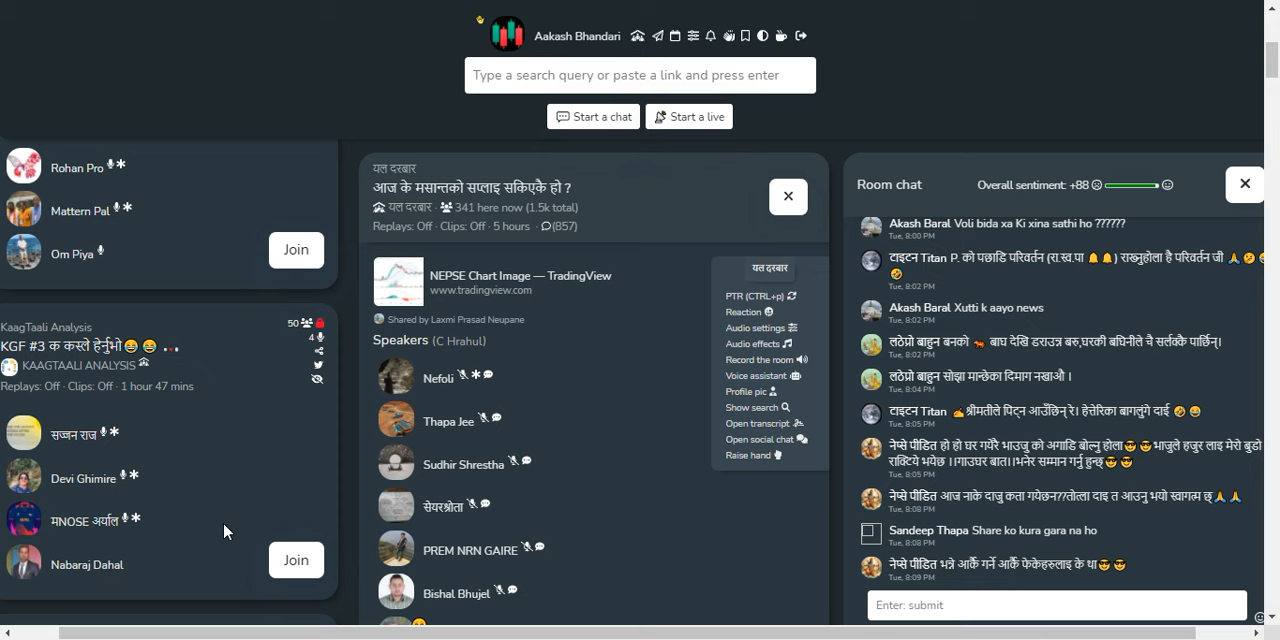 Aakash Bhandari
Type a search query or paste a link and press enter
Start a chat
Start a live
Rohan Pro
Mattern Pal
Om Piya
Join
KaagTaali Analysis
50
KGF #3 क कस्ले हेर्नुभो😂 😂 ...
4
KAAGTAALI ANALYSIS
Replays: Off · Clips: Off · 1 hour 47 mins
सज्जन राज
Devi Ghimire
मNOSE अर्याल
Nabaraj Dahal
Join
यल दरबार
आज के मसान्तको सप्लाइ सकिएकै हो ?
यल दरबार · 341 here now (1.5k total)
Replays: Off · Clips: Off · 5 hours · (857)
NEPSE Chart Image — TradingView
www.tradingview.com
Shared by Laxmi Prasad Neupane
Speakers (C Hrahul)
Nefoli
Thapa Jee
Sudhir Shrestha
सेयरश्रोता
PREM NRN GAIRE
Bishal Bhujel
यल दरबार
PTR (CTRL+p)
Reaction
Audio settings
Audio effects
Record the room
Voice assistant
Profile pic
Show search
Open transcript
Open social chat
Raise hand
Room chat
Overall sentiment: +88
Akash Baral Voli bida xa Ki xina sathi ho ??????
Tue, 8:00 PM
टाइटन Titan P. को पछाडि परिवर्तन (रा.स्व.पा 🔔🔔) राख्नुहोला है परिवर्तन जी 🙏😕
🤣
Tue, 8:02 PM
Akash Baral Xutti k aayo news
Tue, 8:02 PM
लठेप्रो बाहुन बनको 🐅 बाघ देखि डराउन्न बरु,घरकी बघिनीले चै सर्लक्कै पार्छिन्।
Tue, 8:02 PM
लठेप्रो बाहुन सोझा मान्छेका दिमाग नखाऔ ।
Tue, 8:04 PM
टाइटन Titan ✍️श्रीमतीले पिट्न आउँछिन् रे। हेत्तेरिका बागलुंगे दाई 🤣 😂
Tue, 8:05 PM
नेप्से पीडित हो हो घर गयेरै भाउजु को अगाडि बोल्नु होला😎😎भाजुले हजुर लाइ मेरो बुडो
राक्टिये भयेछ ।।गाउघर बात।।भनेर सम्मान गर्नु हुन्छ😎😎
Tue, 8:05 PM
नेप्से पीडित आज नाके दाजु कता गयेछन??तोला दाइ त आउनु भयो स्वागत्म छ्🙏🙏
Tue, 8:08 PM
Sandeep Thapa Share ko kura gara na ho
Tue, 8:08 PM
नेप्से पीडित भन्ने आर्कै गर्ने आर्कै फेकेहरुलाइ के था😎😎
Tue, 8:09 PM
Enter: submit